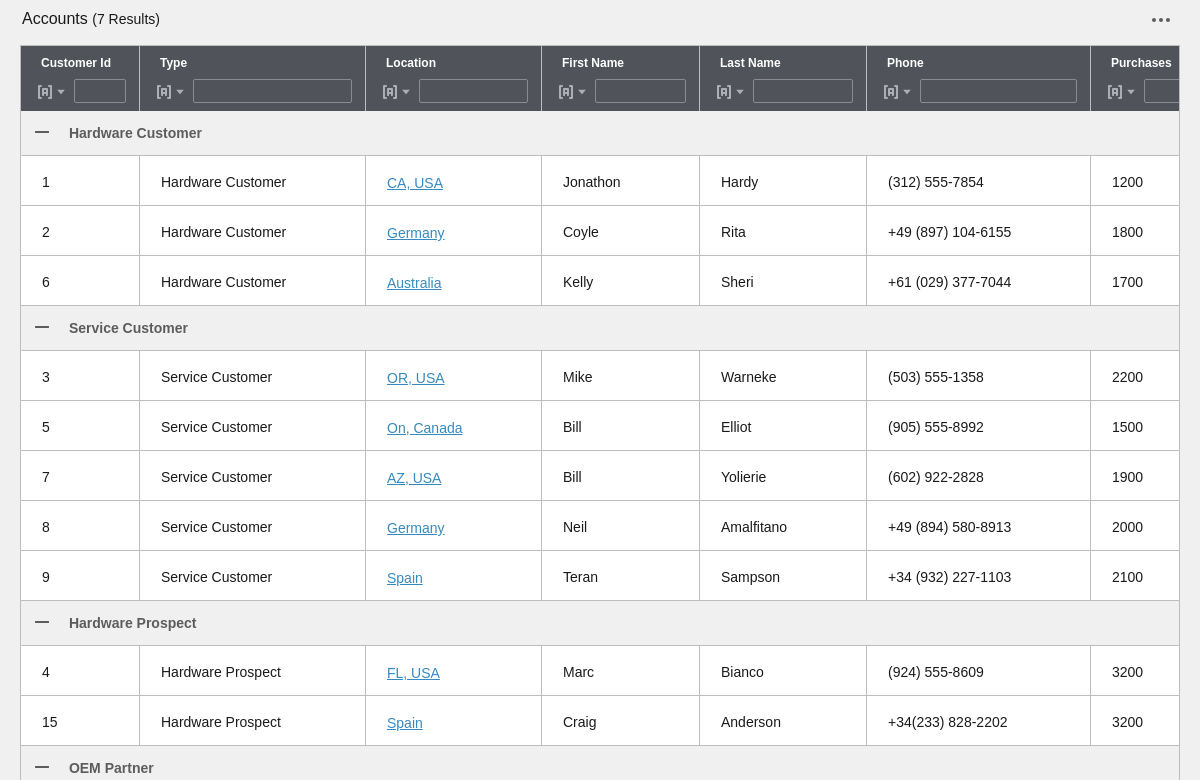 Accounts (7 Results)
Customer Id Type Location First Name Last Name Phone Purchases
Hardware Customer
1 Hardware Customer CA, USA Jonathon Hardy (312) 555-7854 1200
2 Hardware Customer Germany Coyle Rita +49 (897) 104-6155 1800
6 Hardware Customer Australia Kelly Sheri +61 (029) 377-7044 1700
Service Customer
3 Service Customer OR, USA Mike Warneke (503) 555-1358 2200
5 Service Customer On, Canada Bill Elliot (905) 555-8992 1500
7 Service Customer AZ, USA Bill Yolierie (602) 922-2828 1900
8 Service Customer Germany Neil Amalfitano +49 (894) 580-8913 2000
9 Service Customer Spain Teran Sampson +34 (932) 227-1103 2100
Hardware Prospect
4 Hardware Prospect FL, USA Marc Bianco (924) 555-8609 3200
15 Hardware Prospect Spain Craig Anderson +34(233) 828-2202 3200
OEM Partner